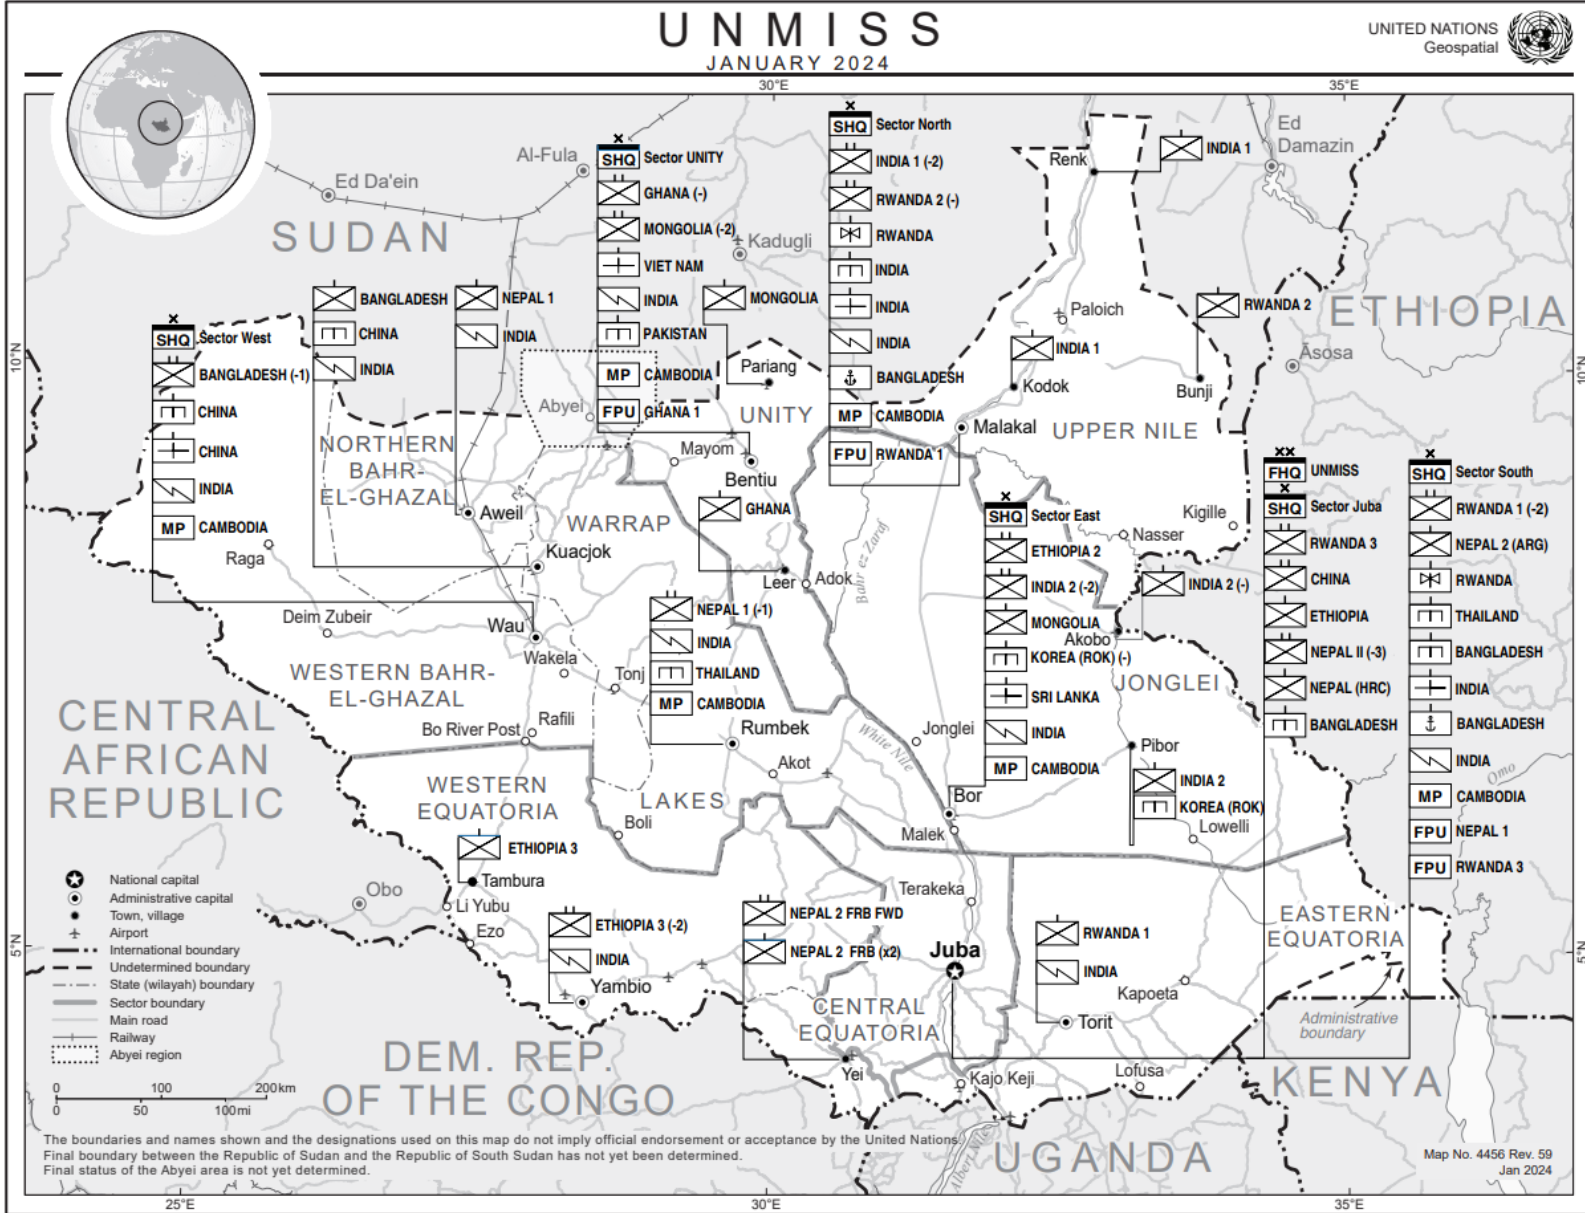 UNMISS
JANUARY 2024
UNITED NATIONS
Geospatial
30°E
35°E
SHQ Sector North
INDIA 1 (-2)
RWANDA 2 (-)
RWANDA
INDIA
INDIA
INDIA
BANGLADESH
MP CAMBODIA
FPU RWANDA 1
SHQ Sector UNITY
GHANA (-)
MONGOLIA (-2)
VIET NAM
INDIA
PAKISTAN
MP CAMBODIA
FPU GHANA 1
Renk
INDIA 1
Ed
Damazin
Al-Fula
Ed Da'ein
SUDAN
Kadugli
MONGOLIA
BANGLADESH
CHINA
INDIA
NEPAL 1
INDIA
SHQ Sector West
BANGLADESH (-1)
CHINA
CHINA
INDIA
MP CAMBODIA
Paloich
RWANDA 2
ETHIOPIA
Āsosa
INDIA 1
Kodok
Bunji
10°N
10°N
Pariang
UNITY
Abyei
Malakal
UPPER NILE
NORTHERN
BAHR-
EL-GHAZAL
Mayom
Bentiu
GHANA
Aweil
WARRAP
Kuacjok
Raga
Leer
Adok
Bahr ez Zaraf
Nasser
Kigille
INDIA 2 (-)
Akobo
JONGLEI
SHQ Sector East
ETHIOPIA 2
INDIA 2 (-2)
MONGOLIA
KOREA (ROK) (-)
SRI LANKA
INDIA
MP CAMBODIA
FHQ UNMISS
SHQ Sector Juba
RWANDA 3
CHINA
ETHIOPIA
NEPAL II (-3)
NEPAL (HRC)
BANGLADESH
SHQ Sector South
RWANDA 1 (-2)
NEPAL 2 (ARG)
RWANDA
THAILAND
BANGLADESH
INDIA
BANGLADESH
INDIA
MP CAMBODIA
FPU NEPAL 1
FPU RWANDA 3
Deim Zubeir
Wau
Wakela
Tonj
NEPAL 1 (-1)
INDIA
THAILAND
MP CAMBODIA
WESTERN BAHR-
EL-GHAZAL
Bo River Post
Rafili
Rumbek
Akot
White Nile
Jonglei
Pibor
INDIA 2
KOREA (ROK)
Lowelli
Omo
CENTRAL
AFRICAN
REPUBLIC
WESTERN
EQUATORIA
LAKES
Boli
Bor
Malek
ETHIOPIA 3
Tambura
Li Yubu
Ezo
Obo
Terakeka
ETHIOPIA 3 (-2)
INDIA
Yambio
NEPAL 2 FRB FWD
NEPAL 2 FRB (x2)
Juba
RWANDA 1
INDIA
Torit
Kapoeta
EASTERN
EQUATORIA
5°N
5°N
CENTRAL
EQUATORIA
Administrative
boundary
Yei
Kajo Keji
Lofusa
KENYA
DEM. REP.
OF THE CONGO
UGANDA
Albert Nile
National capital
Administrative capital
Town, village
Airport
International boundary
Undetermined boundary
State (wilayah) boundary
Sector boundary
Main road
Railway
Abyei region
0 100 200 km
0 50 100 mi
The boundaries and names shown and the designations used on this map do not imply official endorsement or acceptance by the United Nations.
Final boundary between the Republic of Sudan and the Republic of South Sudan has not yet been determined.
Final status of the Abyei area is not yet determined.
Map No. 4456 Rev. 59
Jan 2024
25°E
30°E
35°E